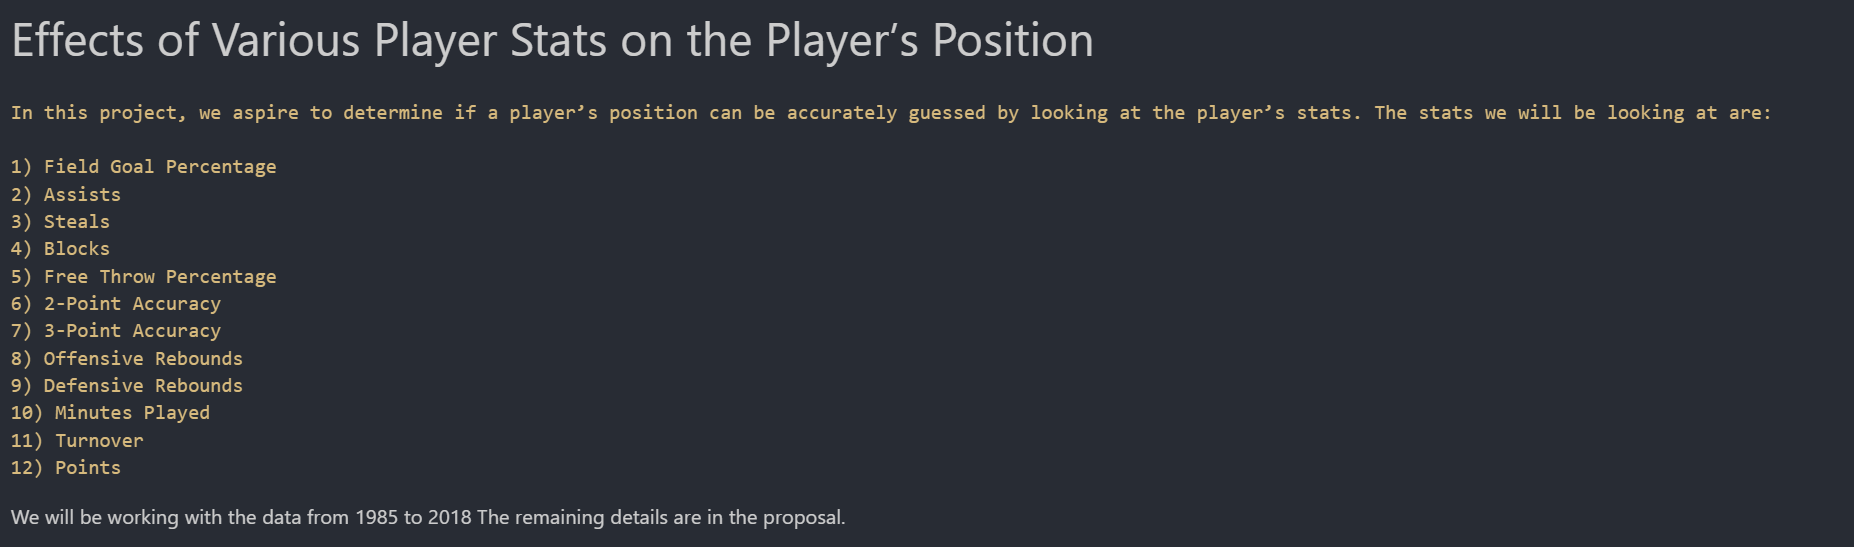 Effects of Various Player Stats on the Player’s Position
In this project, we aspire to determine if a player’s position can be accurately guessed by looking at the player’s stats. The stats we will be looking at are:
1) Field Goal Percentage
2) Assists
3) Steals
4) Blocks
5) Free Throw Percentage
6) 2-Point Accuracy
7) 3-Point Accuracy
8) Offensive Rebounds
9) Defensive Rebounds
10) Minutes Played
11) Turnover
12) Points
We will be working with the data from 1985 to 2018 The remaining details are in the proposal.